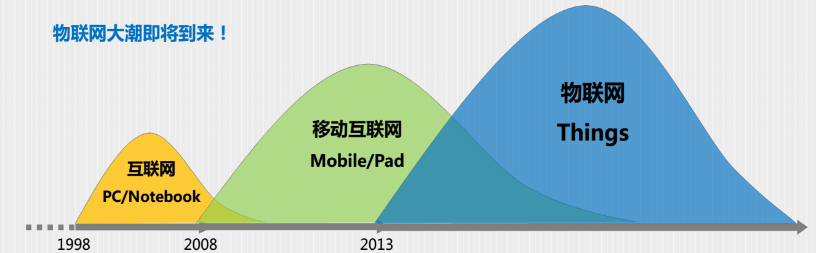 物联网大潮即将到来！
互联网
PC/Notebook
移动互联网
Mobile/Pad
物联网
Things
1998
2008
2013